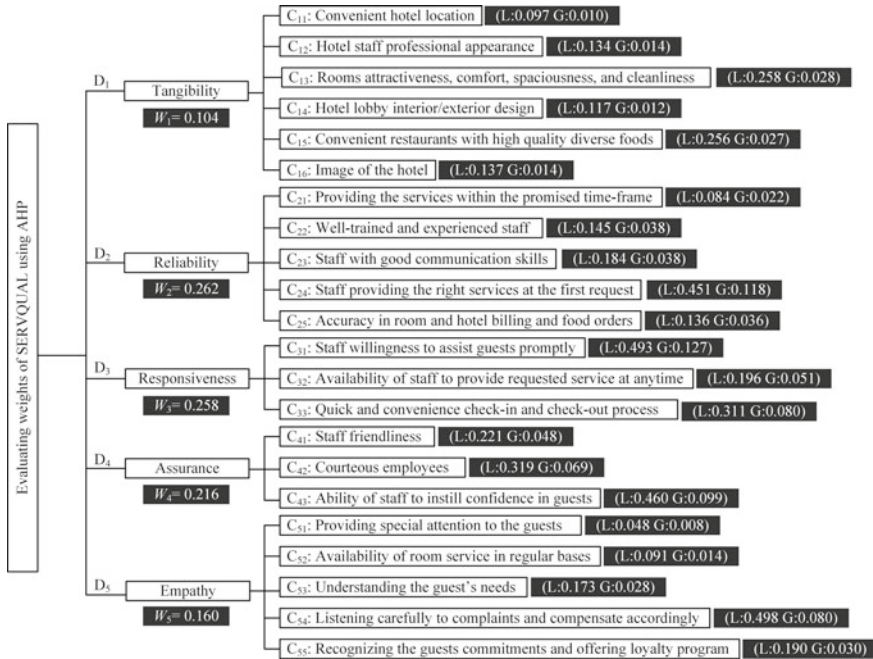 Evaluating weights of SERVQUAL using AHP
D1
Tangibility
W1= 0.104
C11: Convenient hotel location (L:0.097 G:0.010)
C12: Hotel staff professional appearance (L:0.134 G:0.014)
C13: Rooms attractiveness, comfort, spaciousness, and cleanliness (L:0.258 G:0.028)
C14: Hotel lobby interior/exterior design (L:0.117 G:0.012)
C15: Convenient restaurants with high quality diverse foods (L:0.256 G:0.027)
C16: Image of the hotel (L:0.137 G:0.014)
D2
Reliability
W2= 0.262
C21: Providing the services within the promised time-frame (L:0.084 G:0.022)
C22: Well-trained and experienced staff (L:0.145 G:0.038)
C23: Staff with good communication skills (L:0.184 G:0.038)
C24: Staff providing the right services at the first request (L:0.451 G:0.118)
C25: Accuracy in room and hotel billing and food orders (L:0.136 G:0.036)
D3
Responsiveness
W3= 0.258
C31: Staff willingness to assist guests promptly (L:0.493 G:0.127)
C32: Availability of staff to provide requested service at anytime (L:0.196 G:0.051)
C33: Quick and convenience check-in and check-out process (L:0.311 G:0.080)
D4
Assurance
W4= 0.216
C41: Staff friendliness (L:0.221 G:0.048)
C42: Courteous employees (L:0.319 G:0.069)
C43: Ability of staff to instill confidence in guests (L:0.460 G:0.099)
D5
Empathy
W5= 0.160
C51: Providing special attention to the guests (L:0.048 G:0.008)
C52: Availability of room service in regular bases (L:0.091 G:0.014)
C53: Understanding the guest's needs (L:0.173 G:0.028)
C54: Listening carefully to complaints and compensate accordingly (L:0.498 G:0.080)
C55: Recognizing the guests commitments and offering loyalty program (L:0.190 G:0.030)